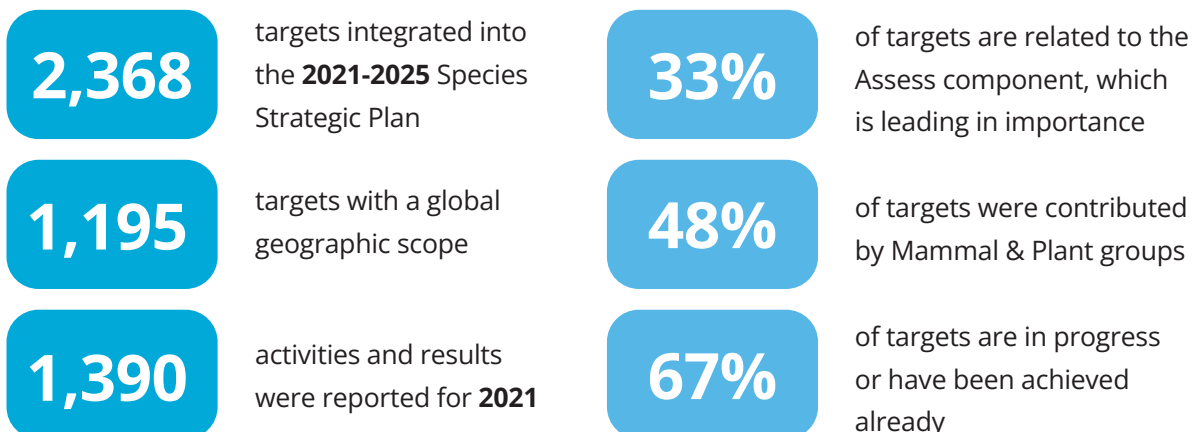 2,368
targets integrated into
the 2021-2025 Species
Strategic Plan
1,195
targets with a global
geographic scope
1,390
activities and results
were reported for 2021
33%
of targets are related to the
Assess component, which
is leading in importance
48%
of targets were contributed
by Mammal & Plant groups
67%
of targets are in progress
or have been achieved
already